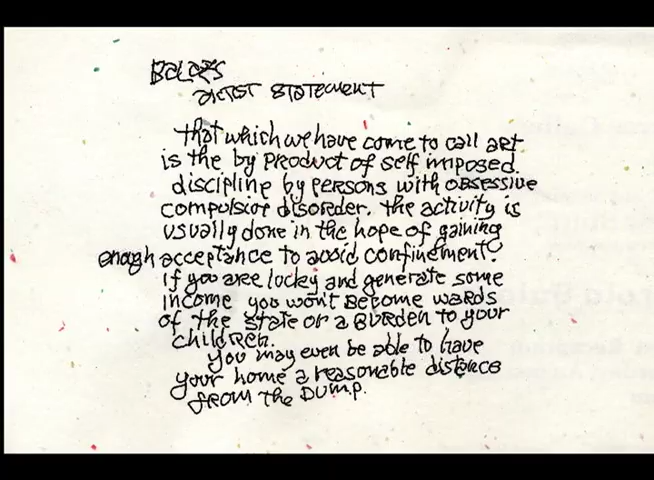 BALAZS
ARTIST STATEMENT
that which we have come to call art
is the by product of self imposed
discipline by persons with obsessive
compulsior disorder. the activity is
usually done in the hope of gaining
enough acceptance to avoid confinement.
If you are lucky and generate some
income you won't become wards
of the state or a burden to your
children.
you may even be able to have
your home a reasonable distance
from the dump.